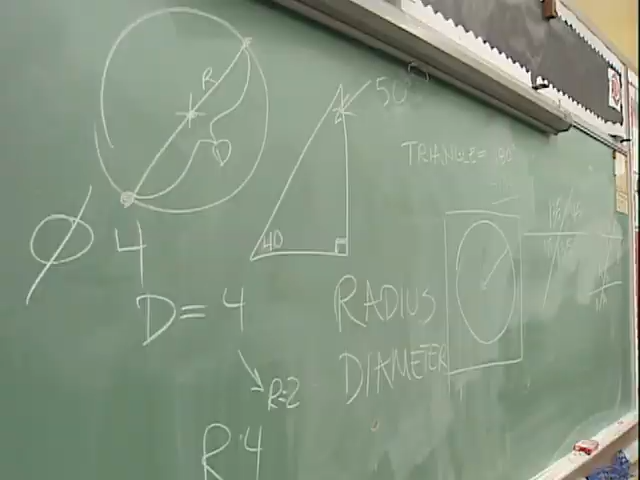 R
50°
D
TRIANGLE = 180°
40
Ø 4
D = 4
RADIUS
DIAMETER
R=2
R=4